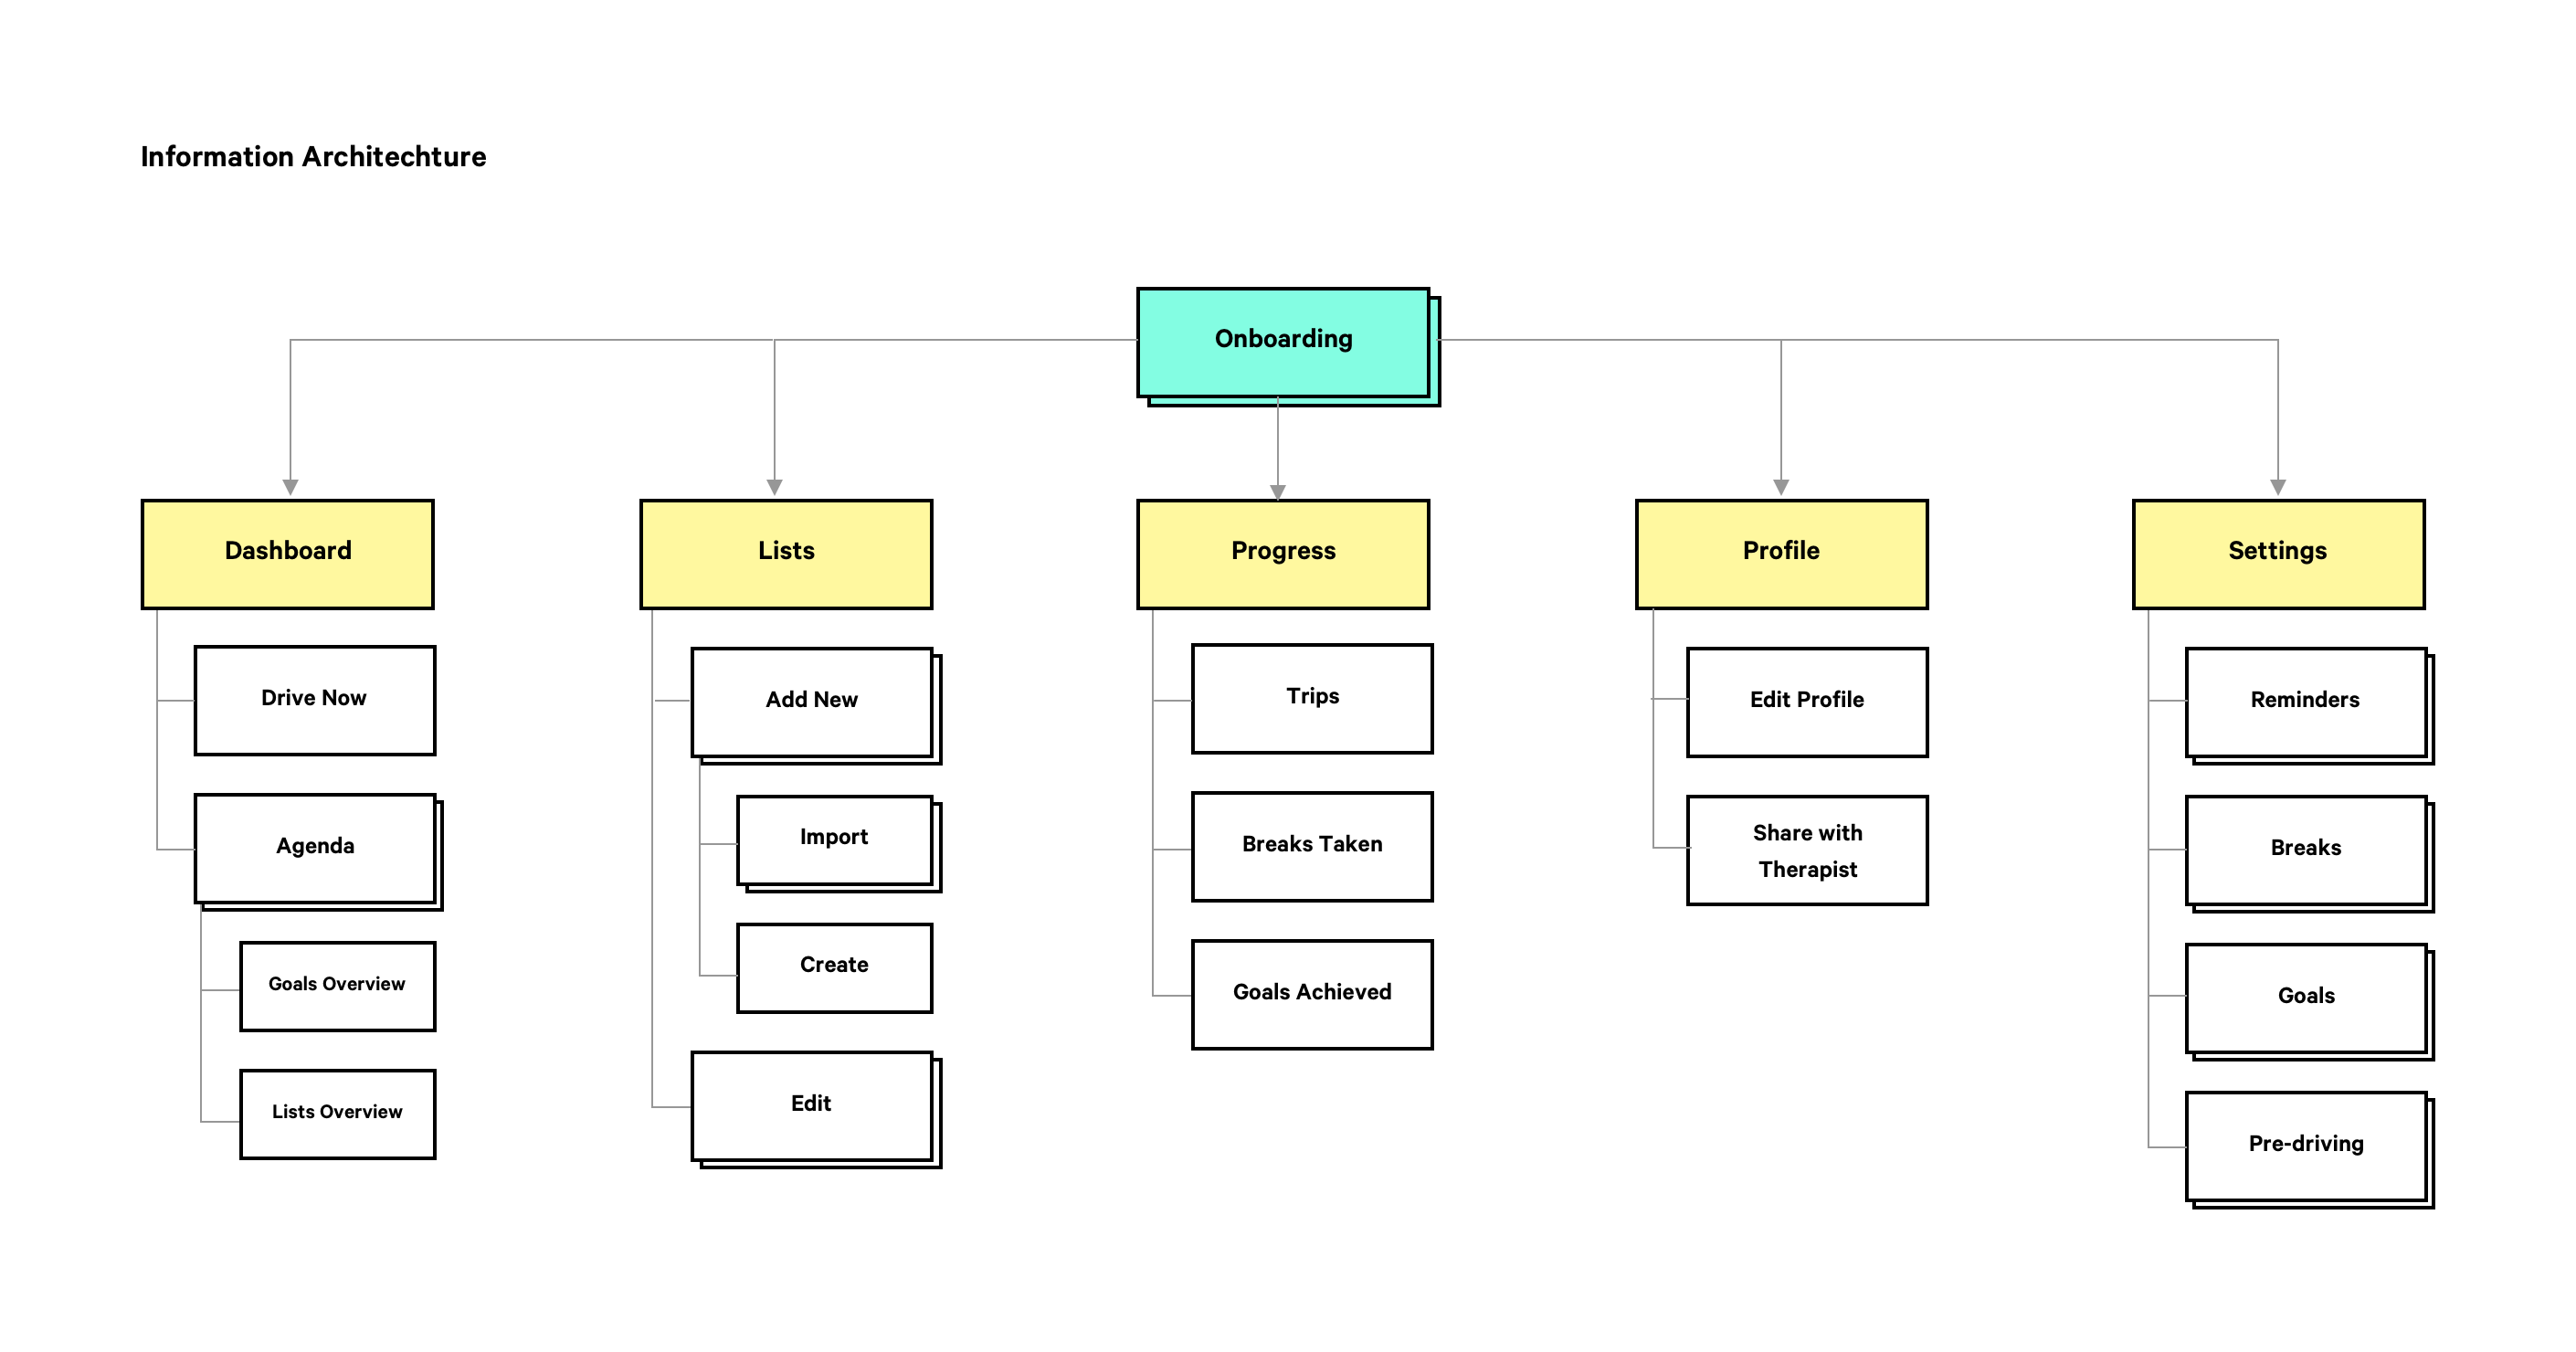 Information Architechture
Onboarding
Dashboard
Lists
Progress
Profile
Settings
Drive Now
Agenda
Goals Overview
Lists Overview
Add New
Import
Create
Edit
Trips
Breaks Taken
Goals Achieved
Edit Profile
Share with
Therapist
Reminders
Breaks
Goals
Pre-driving